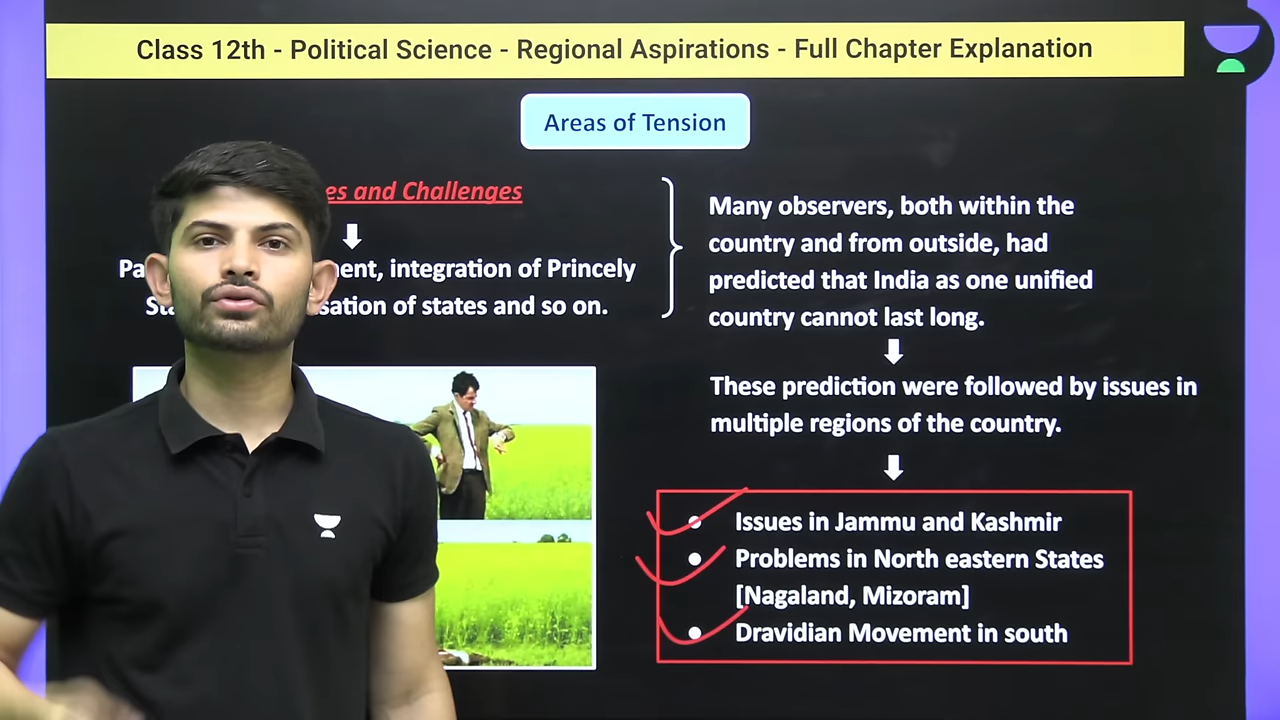 Class 12th - Political Science - Regional Aspirations - Full Chapter Explanation
Areas of Tension
and Challenges
integration of Princely
of states and so on.
Many observers, both within the
country and from outside, had
predicted that India as one unified
country cannot last long.
These prediction were followed by issues in
multiple regions of the country.
Issues in Jammu and Kashmir
Problems in North eastern States
[Nagaland, Mizoram]
Dravidian Movement in south